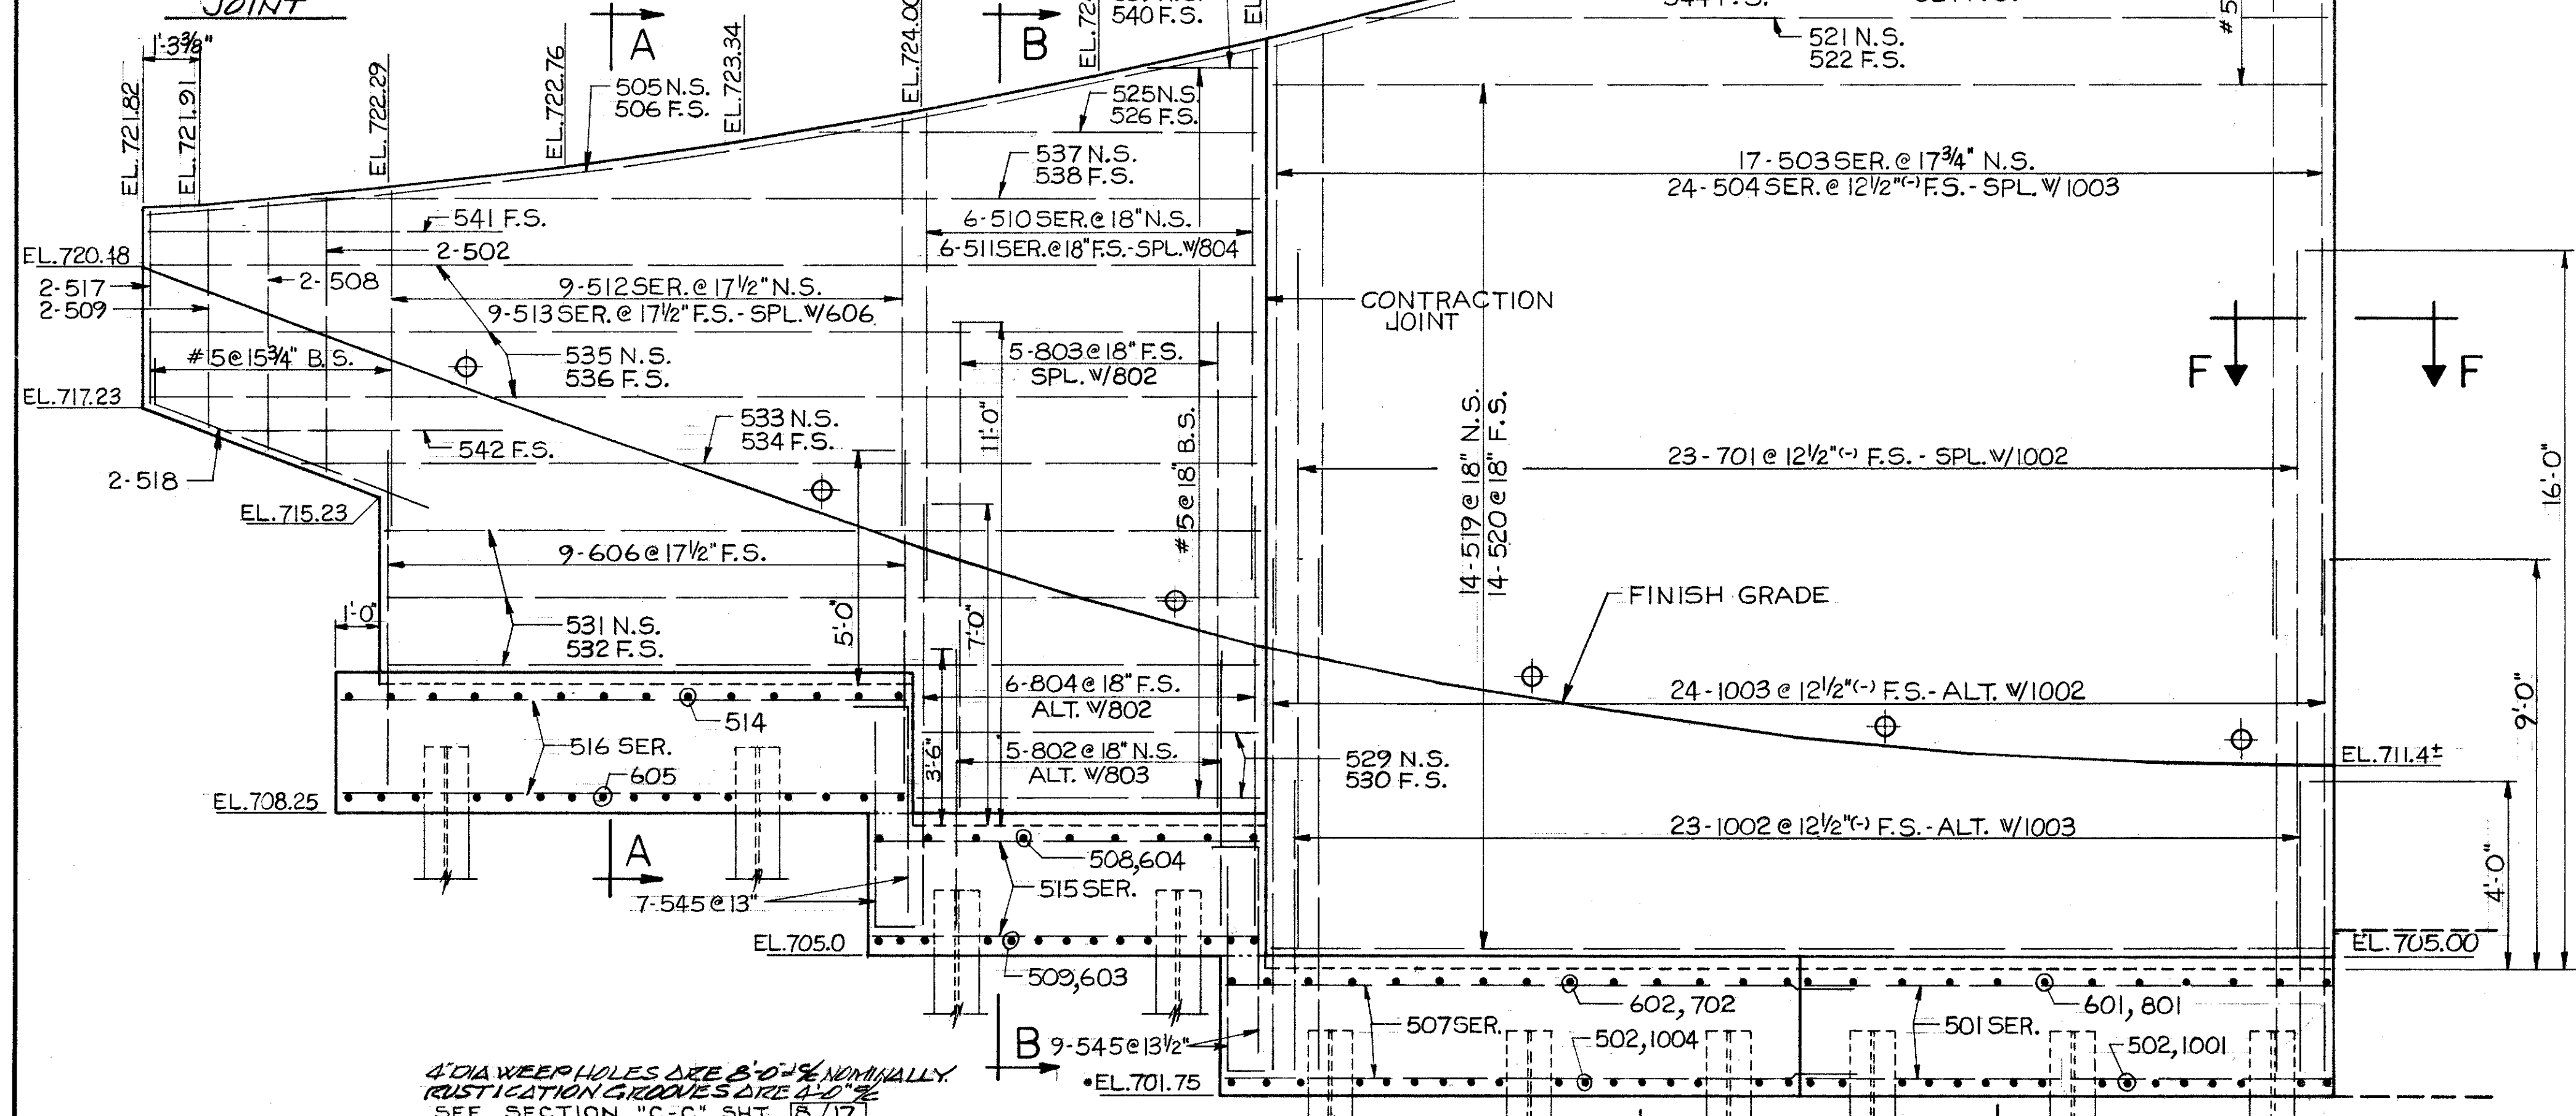 JOINT
1'-3⅜"
EL.721.82
EL.721.91
EL.722.29
EL.722.76
EL.723.34
EL.724.00
A
B
540 F.S.
544 F.S.
505 N.S.
506 F.S.
525 N.S.
526 F.S.
521 N.S.
522 F.S.
537 N.S.
538 F.S.
17-503 SER. @ 17¾" N.S.
24-504 SER. @ 12½"(-) F.S. - SPL. W/1003
541 F.S.
2-502
6-510 SER. @ 18" N.S.
6-511 SER. @ 18" F.S.-SPL. W/804
EL.720.48
2-517
2-509
2-508
9-512 SER. @ 17½" N.S.
9-513 SER. @ 17½" F.S. - SPL. W/606
CONTRACTION
JOINT
#5 @ 15¾" B.S.
535 N.S.
536 F.S.
5-803 @ 18" F.S.
SPL. W/802
F
F
EL.717.23
533 N.S.
534 F.S.
11'-0"
542 F.S.
2-518
#5 @ 18" B.S.
14-519 @ 18" N.S.
14-520 @ 18" F.S.
23-701 @ 12½"(-) F.S. - SPL. W/1002
16'-0"
EL.715.23
9-606 @ 17½" F.S.
5'-0"
7'-0"
FINISH GRADE
1'-0"
531 N.S.
532 F.S.
6-804 @ 18" F.S.
ALT. W/802
24-1003 @ 12½"(-) F.S. - ALT. W/1002
9'-0"
514
516 SER.
605
3'-6"
5-802 @ 18" N.S.
ALT. W/803
529 N.S.
530 F.S.
EL.711.4±
EL.708.25
23-1002 @ 12½"(-) F.S. - ALT. W/1003
4'-0"
A
508,604
515 SER.
7-545 @ 13"
EL.705.0
EL.705.00
509,603
602,702
601,801
507 SER.
501 SER.
B
9-545 @ 13½"
502,1004
502,1001
EL.701.75
4" DIA WEEP HOLES ARE 8'-0"± % NOMINALLY.
RUSTICATION GROOVES ARE 4'-0" %
SEE SECTION "C-C" SHT. 8/17